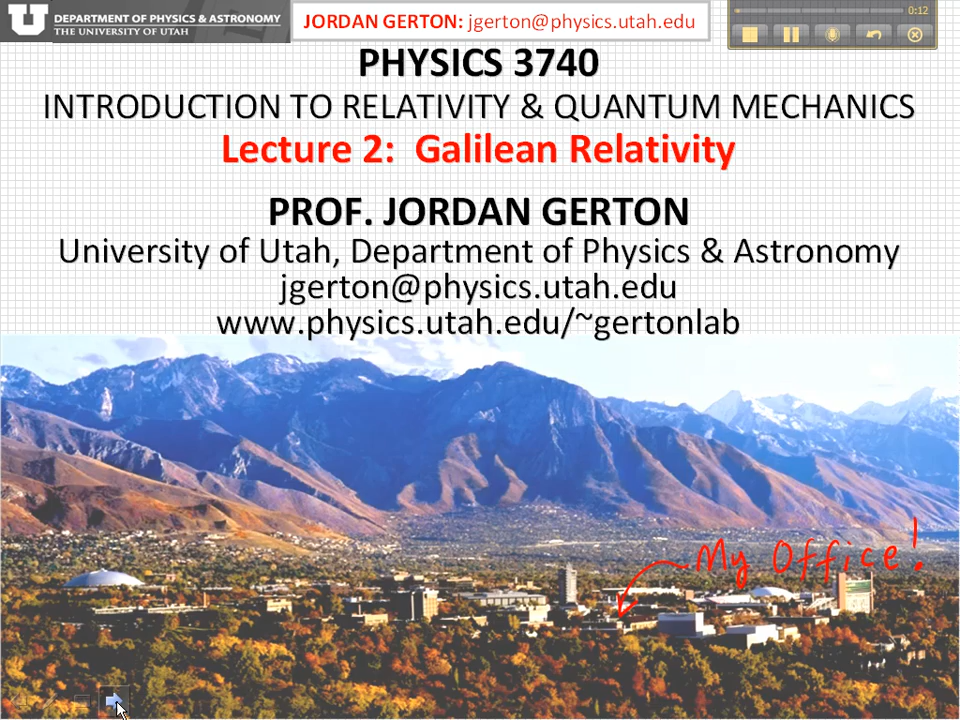 U DEPARTMENT OF PHYSICS & ASTRONOMY
THE UNIVERSITY OF UTAH
JORDAN GERTON: jgerton@physics.utah.edu
0:12
PHYSICS 3740
INTRODUCTION TO RELATIVITY & QUANTUM MECHANICS
Lecture 2: Galilean Relativity
PROF. JORDAN GERTON
University of Utah, Department of Physics & Astronomy
jgerton@physics.utah.edu
www.physics.utah.edu/~gertonlab
My Office!